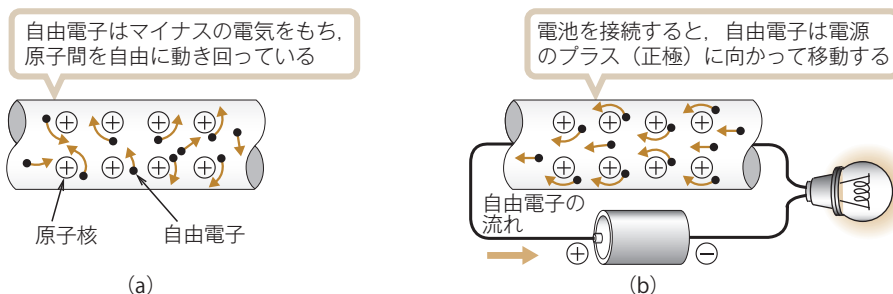 自由電子はマイナスの電気をもち，
原子間を自由に動き回っている
原子核
自由電子
(a)
電池を接続すると，自由電子は電源
のプラス（正極）に向かって移動する
自由電子の
流れ
(b)